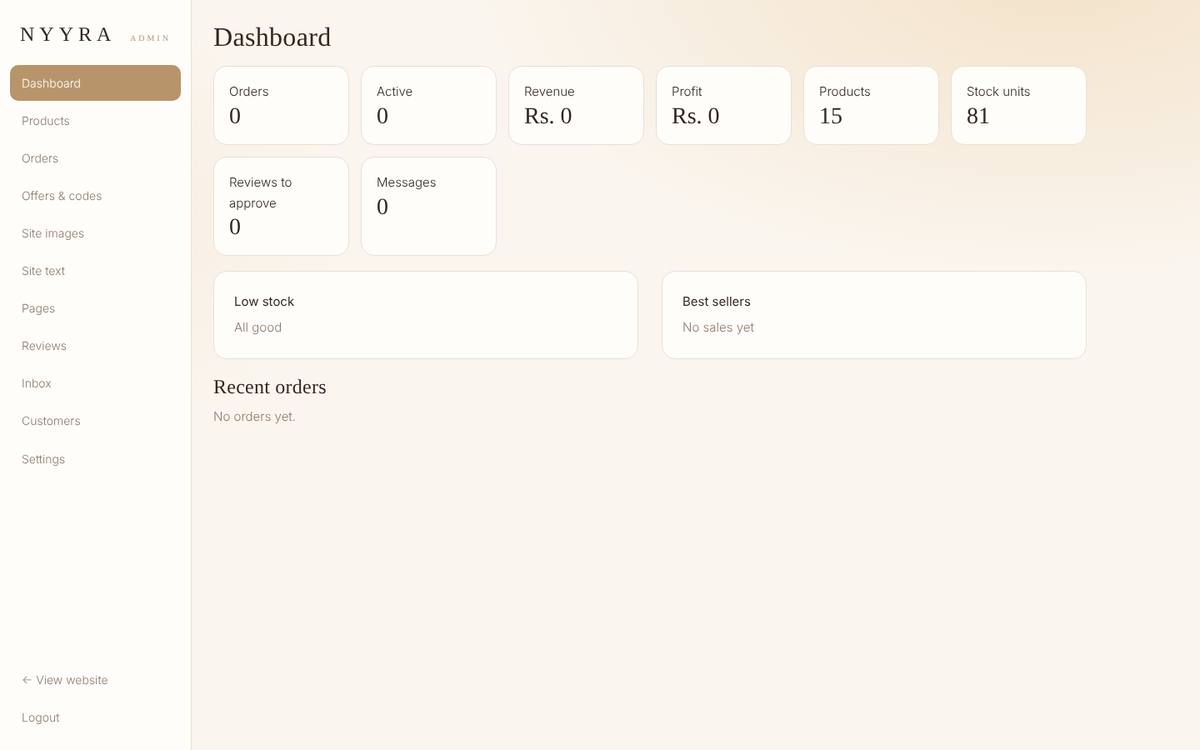 NYYRA ADMIN
Dashboard
Products
Orders
Offers & codes
Site images
Site text
Pages
Reviews
Inbox
Customers
Settings
← View website
Logout
Dashboard
Orders
0
Active
0
Revenue
Rs. 0
Profit
Rs. 0
Products
15
Stock units
81
Reviews to
approve
0
Messages
0
Low stock
All good
Best sellers
No sales yet
Recent orders
No orders yet.